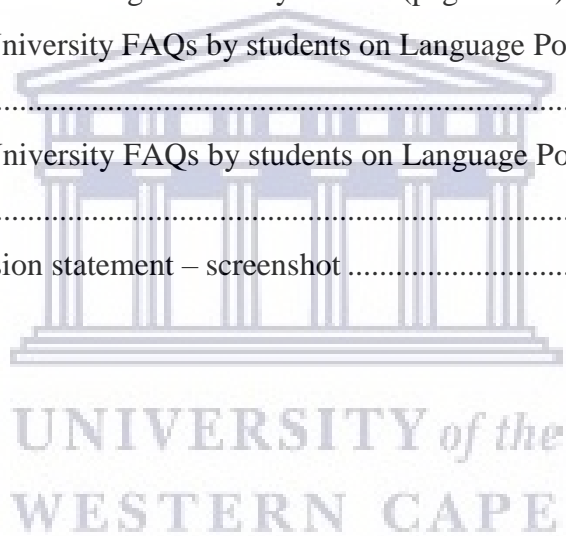 University FAQs by students on Language Po
................................................................................
University FAQs by students on Language Po
................................................................................
sion statement – screenshot ................................
UNIVERSITY of the
WESTERN CAPE